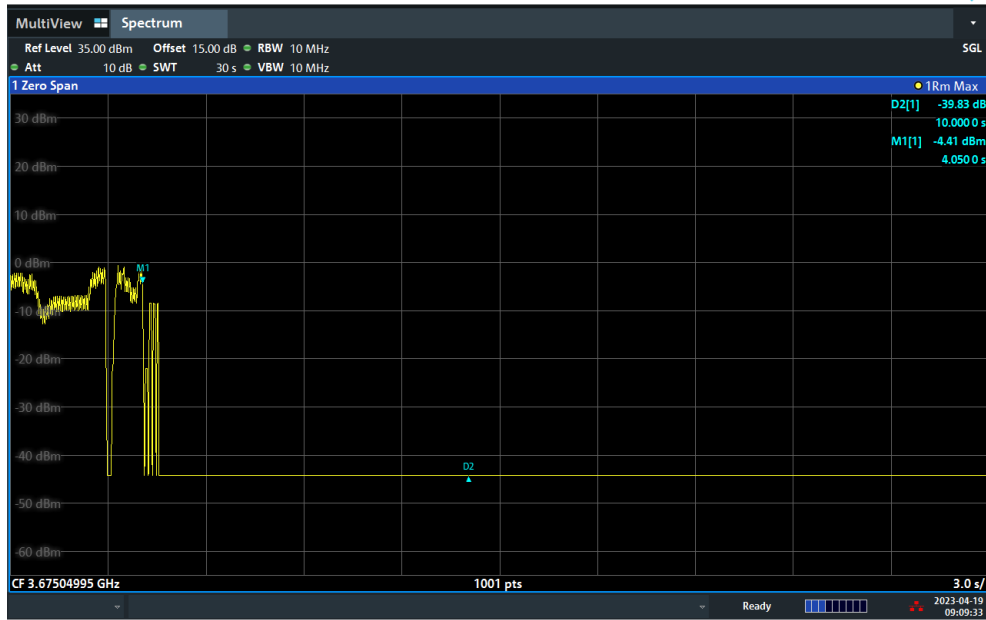 MultiView Spectrum
Ref Level 35.00 dBm Offset 15.00 dB RBW 10 MHz SGL
Att 10 dB SWT 30 s VBW 10 MHz
1 Zero Span 1Rm Max
D2[1] -39.83 dB
10.000 0 s
M1[1] -4.41 dBm
4.050 0 s
30 dBm
20 dBm
10 dBm
0 dBm
M1
-10 dBm
-20 dBm
-30 dBm
-40 dBm
D2
-50 dBm
-60 dBm
CF 3.67504995 GHz 1001 pts 3.0 s/
Ready 2023-04-19
09:09:33